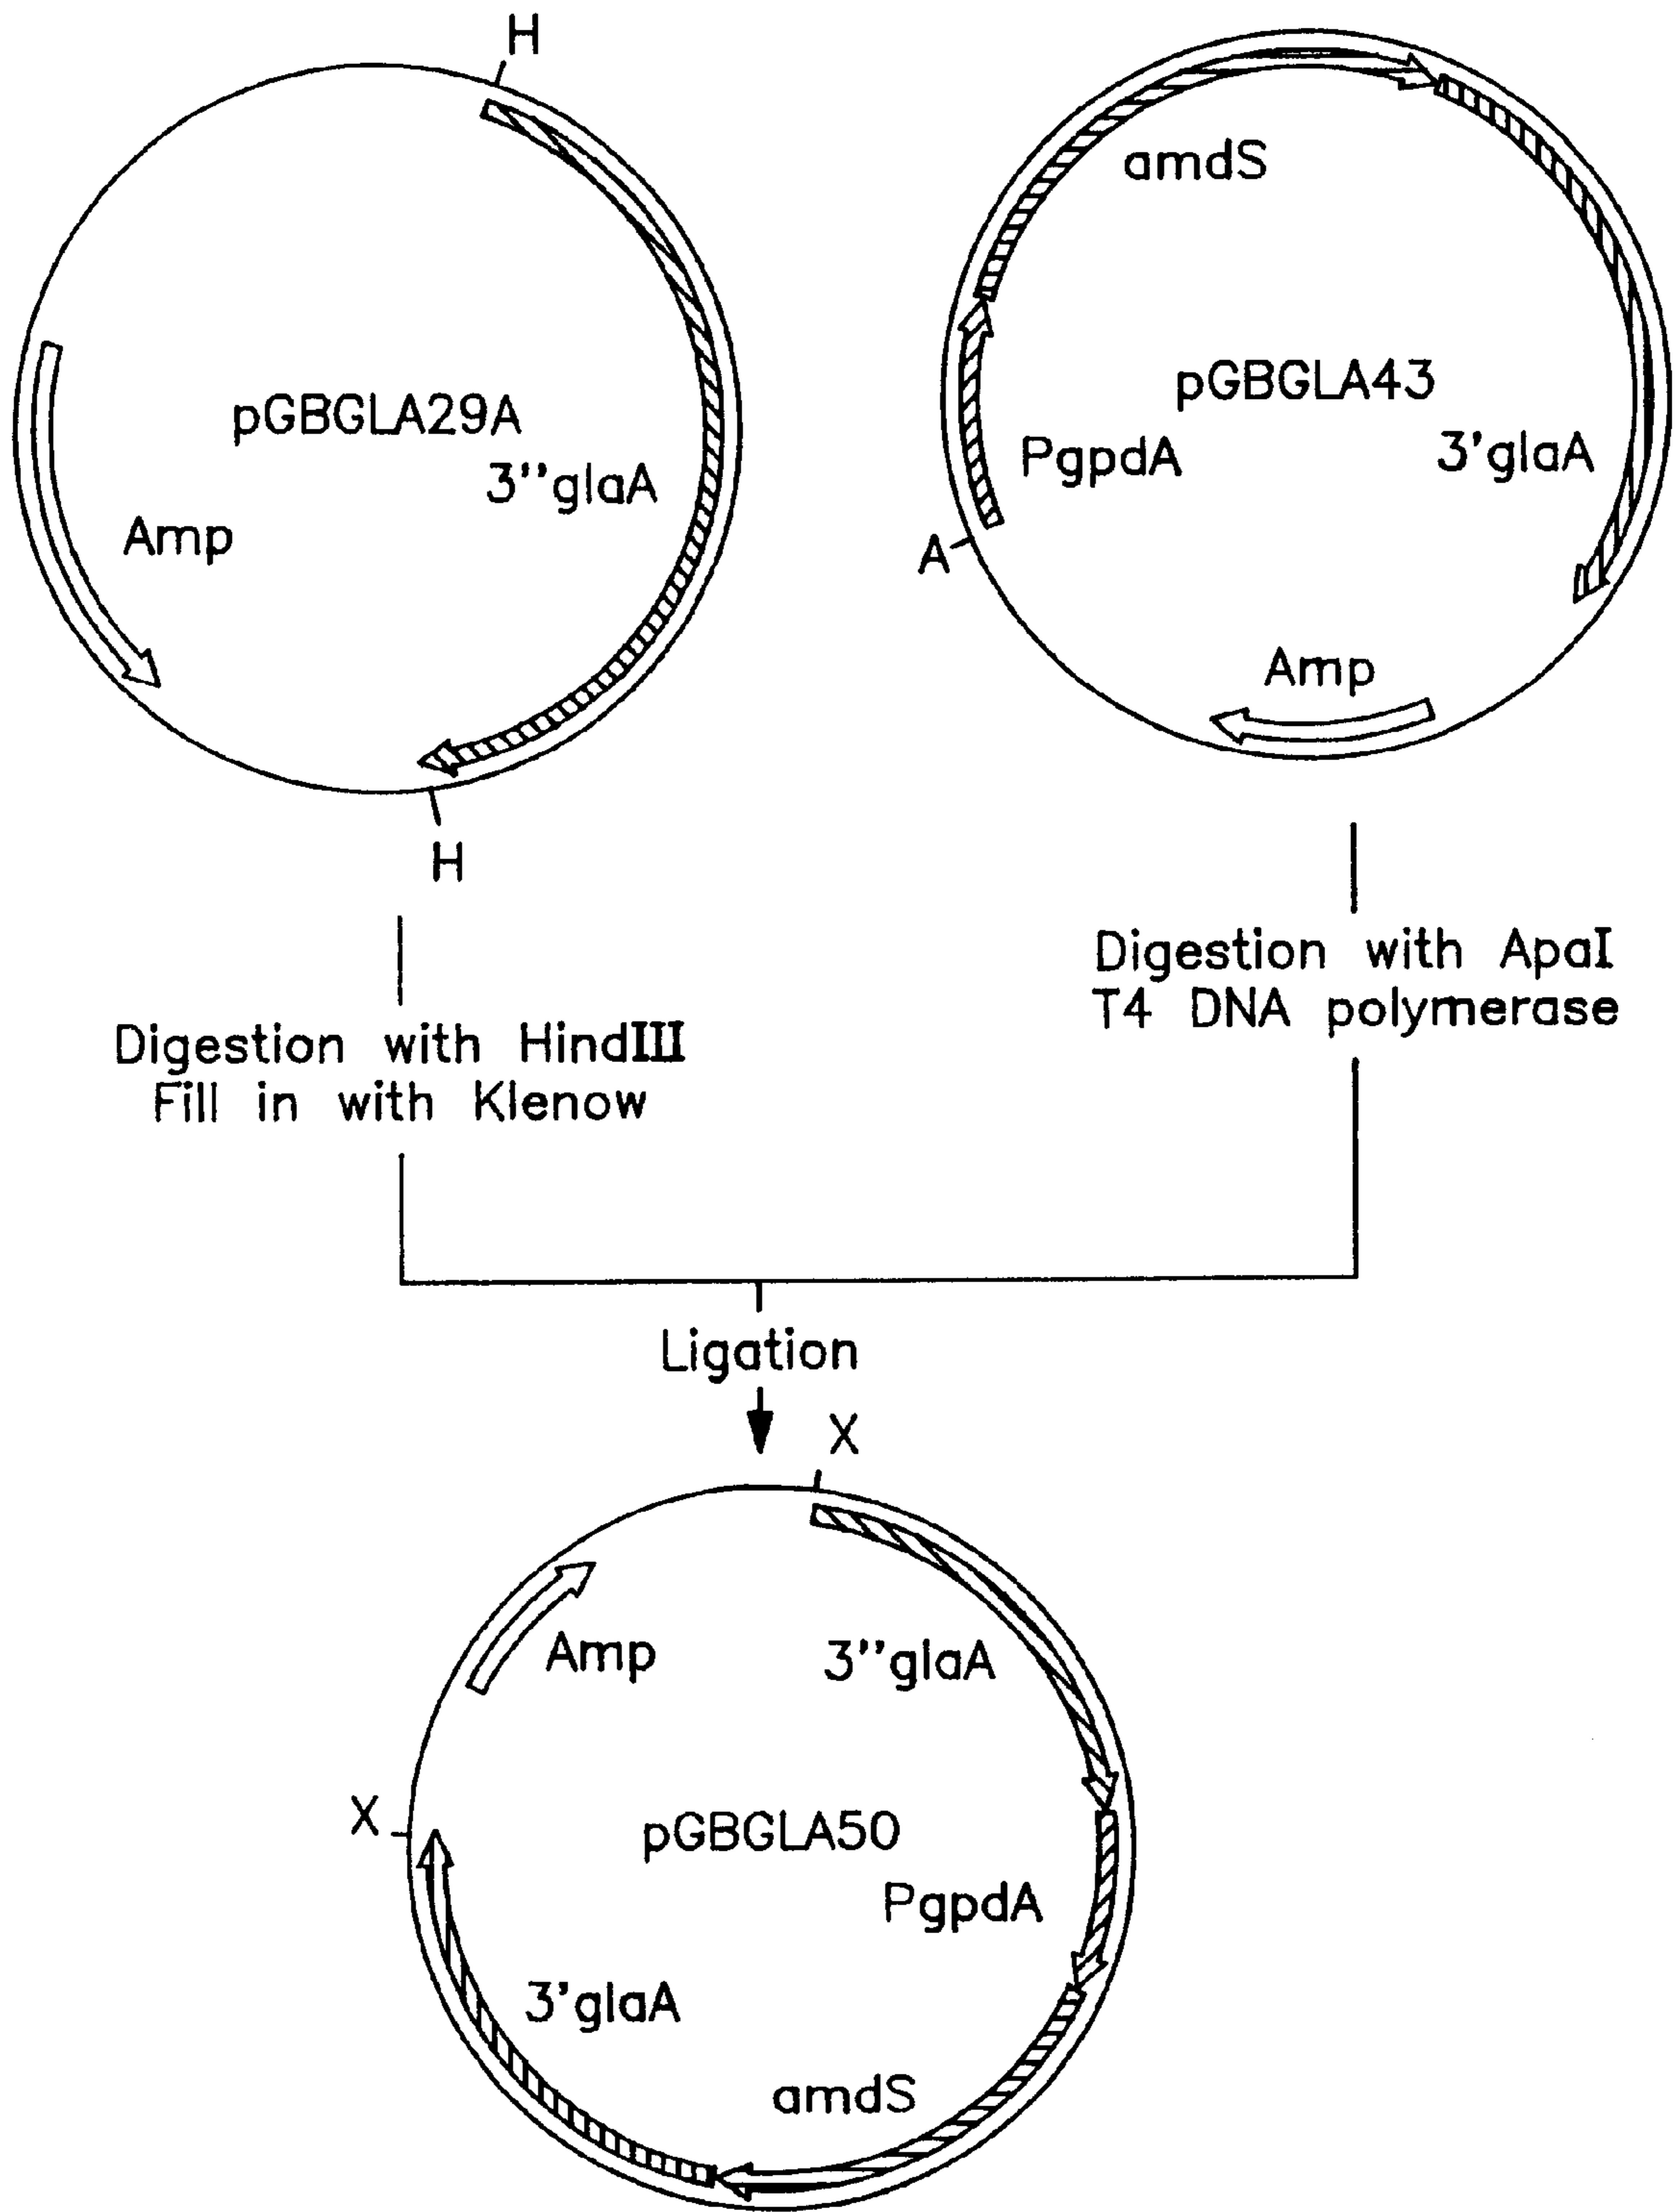 H
pGBGLA29A
3''glaA
Amp
H
amdS
pGBGLA43
PgpdA
3'glaA
A
Amp
Digestion with HindIII
Fill in with Klenow
Digestion with ApaI
T4 DNA polymerase
Ligation
X
Amp
3''glaA
X
pGBGLA50
PgpdA
3'glaA
amdS